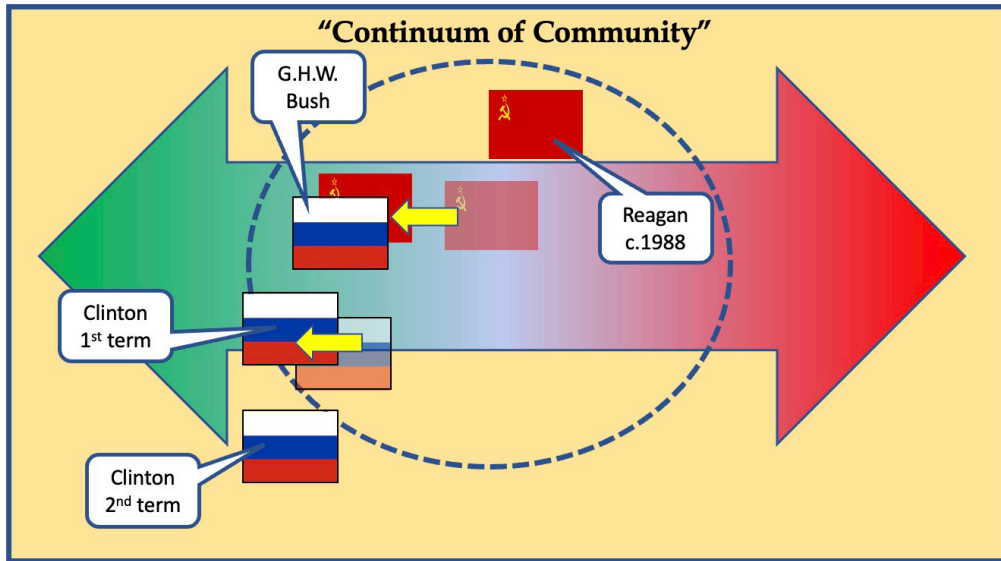 “Continuum of Community”
G.H.W.
Bush
Reagan
c.1988
Clinton
1st term
Clinton
2nd term